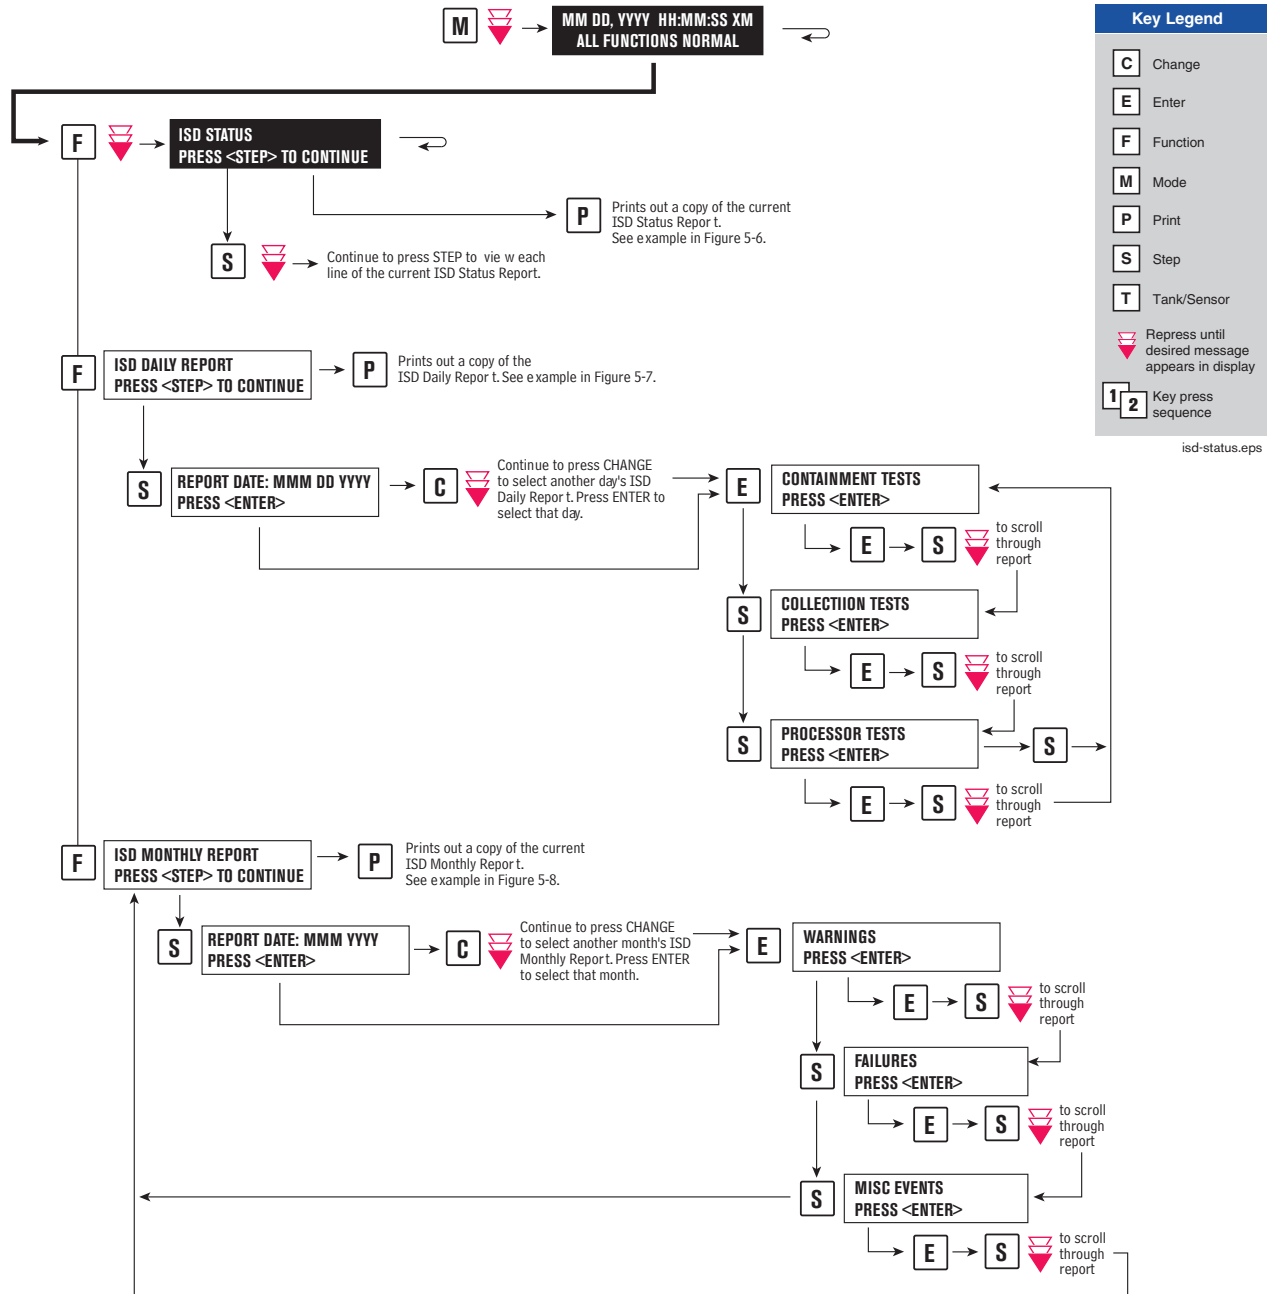 M
MM DD, YYYY HH:MM:SS XM
ALL FUNCTIONS NORMAL
Key Legend
C Change
E Enter
F Function
M Mode
P Print
S Step
T Tank/Sensor
Repress until
desired message
appears in display
1 2 Key press
sequence
isd-status.eps
F
ISD STATUS
PRESS <STEP> TO CONTINUE
P
Prints out a copy of the current
ISD Status Repor t.
See example in Figure 5-6.
S
Continue to press STEP to vie w each
line of the current ISD Status Report.
F
ISD DAILY REPORT
PRESS <STEP> TO CONTINUE
P
Prints out a copy of the
ISD Daily Repor t. See example in Figure 5-7.
S
REPORT DATE: MMM DD YYYY
PRESS <ENTER>
C
Continue to press CHANGE
to select another day's ISD
Daily Repor t. Press ENTER to
select that day.
E
CONTAINMENT TESTS
PRESS <ENTER>
E
S
to scroll
through
report
S
COLLECTIION TESTS
PRESS <ENTER>
E
S
to scroll
through
report
S
PROCESSOR TESTS
PRESS <ENTER>
S
E
S
to scroll
through
report
F
ISD MONTHLY REPORT
PRESS <STEP> TO CONTINUE
P
Prints out a copy of the current
ISD Monthly Repor t.
See example in Figure 5-8.
S
REPORT DATE: MMM YYYY
PRESS <ENTER>
C
Continue to press CHANGE
to select another month's ISD
Monthly Report. Press ENTER
to select that month.
E
WARNINGS
PRESS <ENTER>
E
S
to scroll
through
report
S
FAILURES
PRESS <ENTER>
E
S
to scroll
through
report
S
MISC EVENTS
PRESS <ENTER>
E
S
to scroll
through
report